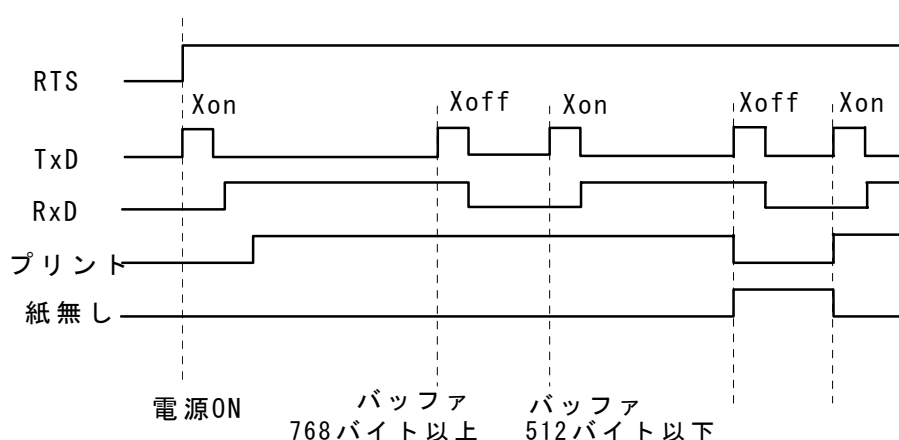 RTS
Xon Xoff Xon Xoff Xon
TxD
RxD
プリント
紙無し
電源ON
バッファ
768バイト以上
バッファ
512バイト以下